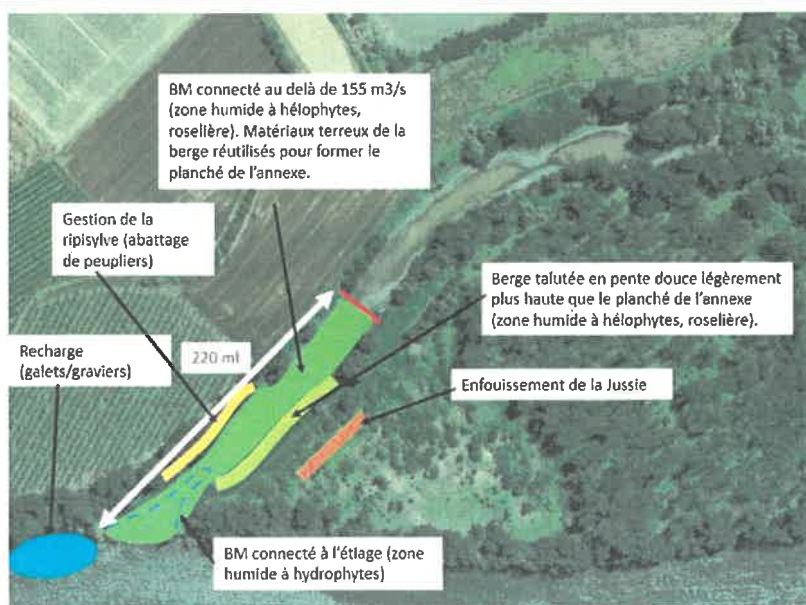 BM connecté au delà de 155 m3/s
(zone humide à hélophytes,
roselière). Matériaux terreux de la
berge réutilisés pour former le
planché de l'annexe.
Gestion de la
ripisylve (abattage
de peupliers)
Berge talutée en pente douce légèrement
plus haute que le planché de l'annexe
(zone humide à hélophytes, roselière).
Recharge
(galets/graviers)
220 ml
Enfouissement de la Jussie
BM connecté à l'étiage (zone
humide à hydrophytes)